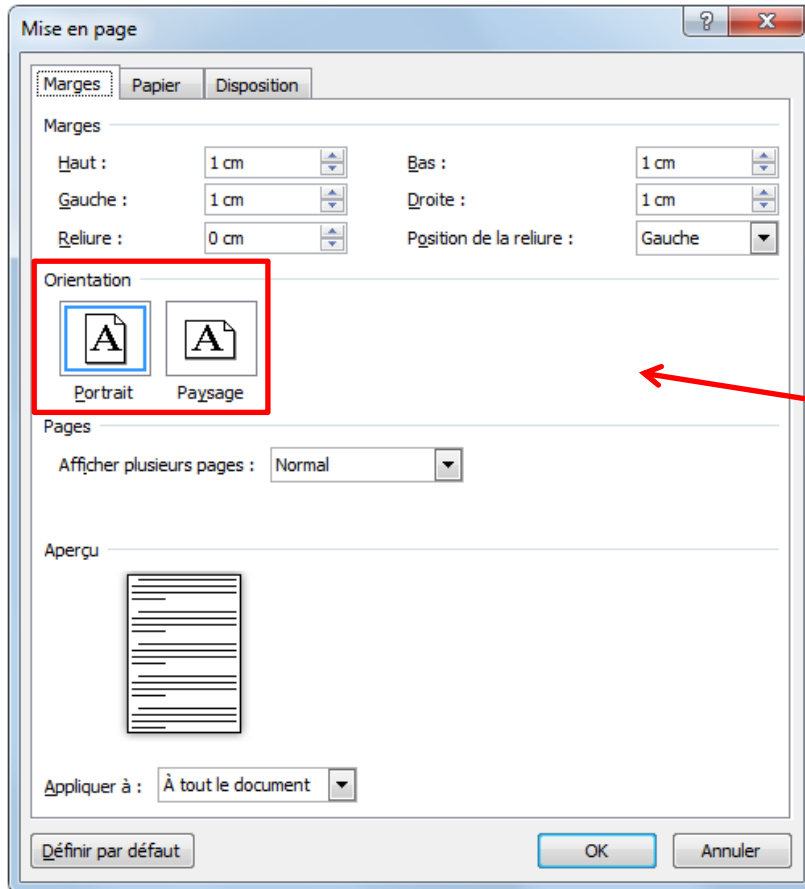 Mise en page
Marges Papier Disposition
Marges
Haut : 1 cm Bas : 1 cm
Gauche : 1 cm Droite : 1 cm
Reliure : 0 cm Position de la reliure : Gauche
Orientation
A A
Portrait Paysage
Pages
Afficher plusieurs pages : Normal
Aperçu
Appliquer à : À tout le document
Définir par défaut OK Annuler